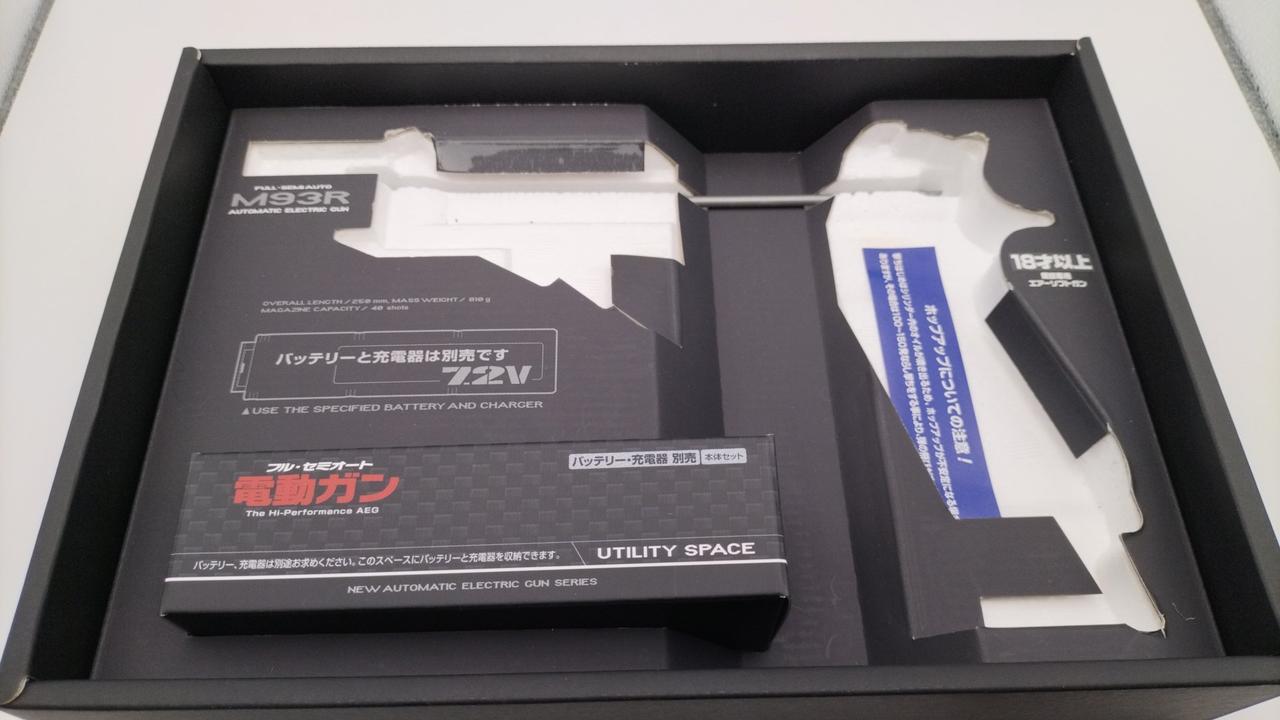 FULL-SEMIAUTO
M93R
AUTOMATIC ELECTRIC GUN
18才以上
エアーソフトガン
OVERALL LENGTH / 250 mm, MASS WEIGHT / 810 g
MAGAZINE CAPACITY / 40 shots
バッテリーと充電器は別売です
7.2V
▲USE THE SPECIFIED BATTERY AND CHARGER
ホップアップについての注意!
フル・セミオート
電動ガン
The Hi-Performance AEG
バッテリー・充電器 別売 本体セット
バッテリー、充電器は別途お求めください。このスペースにバッテリーと充電器を収納できます。
UTILITY SPACE
NEW AUTOMATIC ELECTRIC GUN SERIES